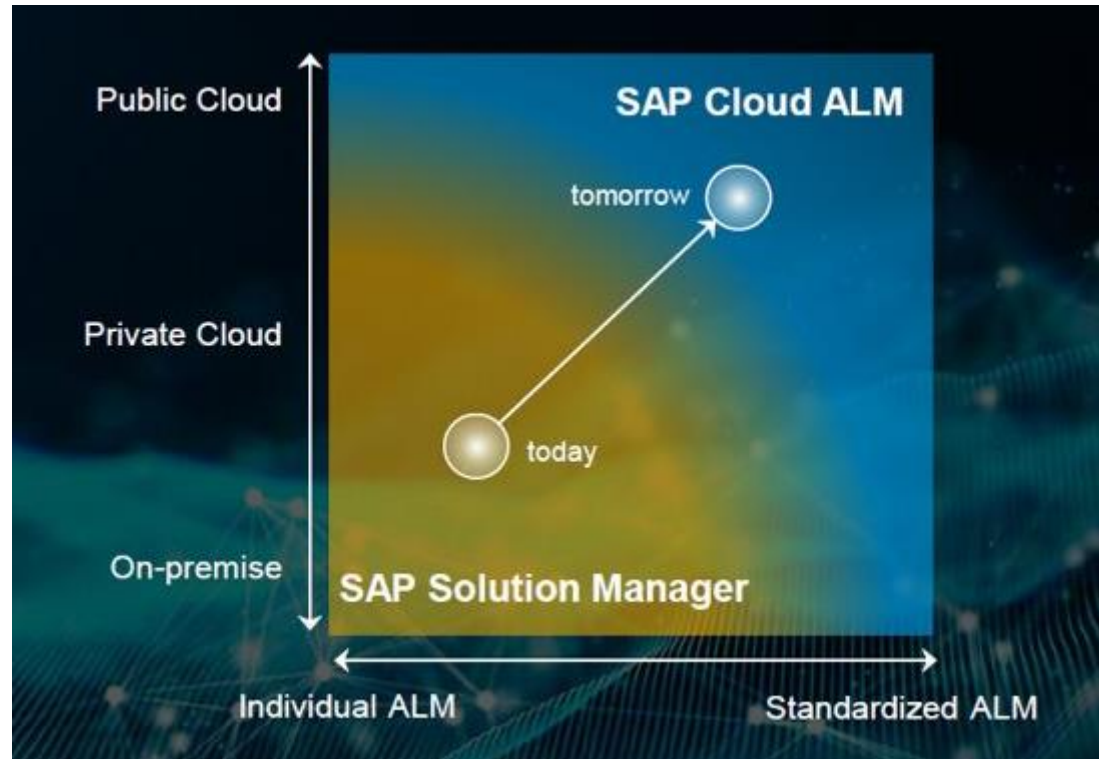 Public Cloud
SAP Cloud ALM
tomorrow
Private Cloud
today
On-premise
SAP Solution Manager
Individual ALM
Standardized ALM